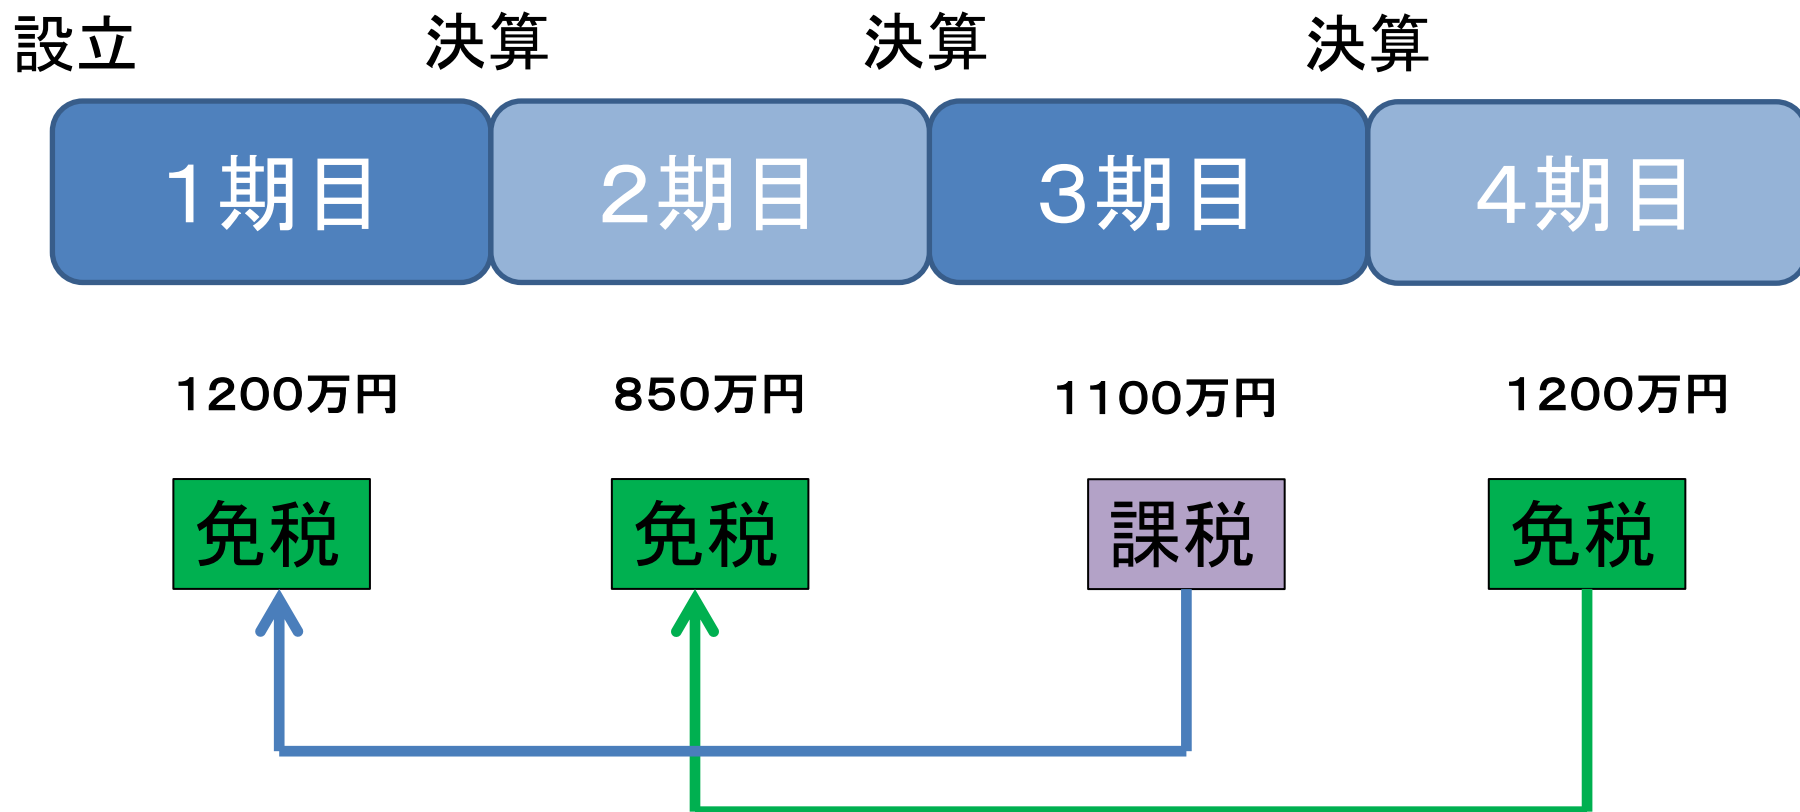 設立 決算 決算 決算
１期目 ２期目 ３期目 ４期目
１２００万円 ８５０万円 １１００万円 １２００万円
免税 免税 課税 免税